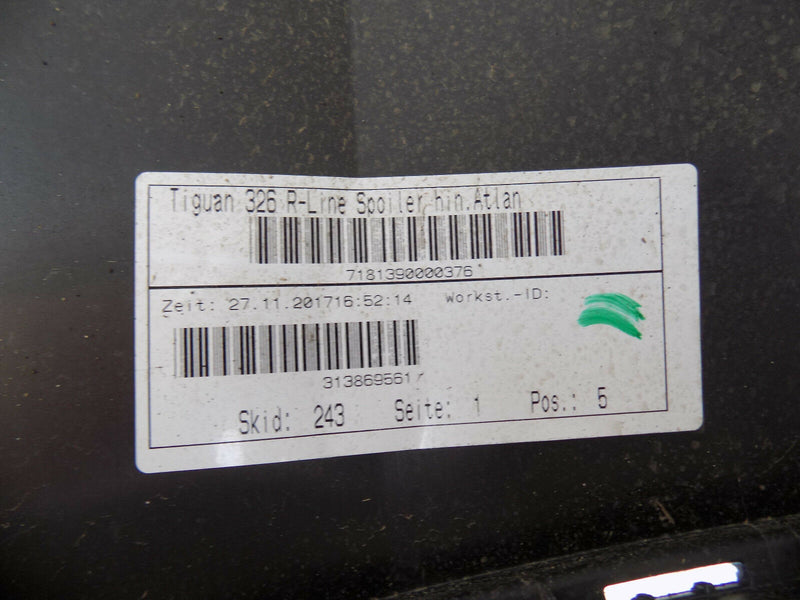 Tiguan 326 R-Line Spoiler hin.Atlan
7181390000376
Zeit: 27.11.201716:52:14 Workst.-ID:
313869561
Skid: 243 Seite: 1 Pos.: 5